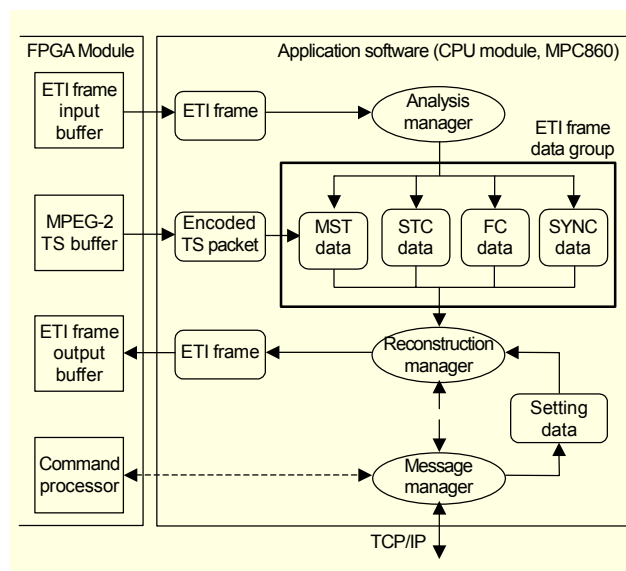 FPGA Module
Application software (CPU module, MPC860)
ETI frame
input
buffer
ETI frame
Analysis
manager
ETI frame
data group
MPEG-2
TS buffer
Encoded
TS packet
MST
data
STC
data
FC
data
SYNC
data
ETI frame
output
buffer
ETI frame
Reconstruction
manager
Setting
data
Command
processor
Message
manager
TCP/IP